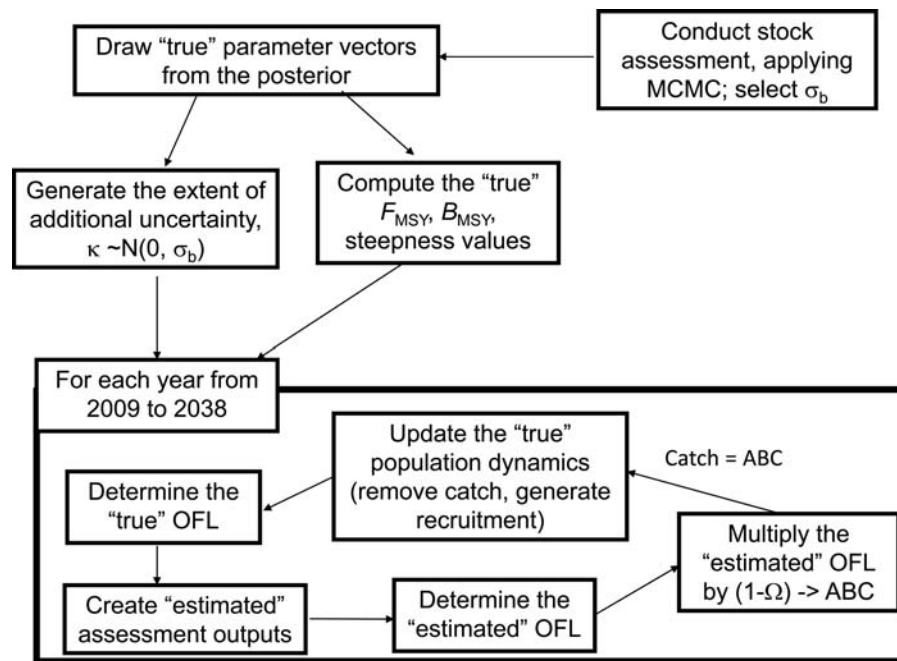 Draw “true” parameter vectors
from the posterior
Conduct stock
assessment, applying
MCMC; select σb
Generate the extent of
additional uncertainty,
κ ~N(0, σb)
Compute the “true”
FMSY, BMSY,
steepness values
For each year from
2009 to 2038
Update the “true”
population dynamics
(remove catch, generate
recruitment)
Catch = ABC
Determine the
“true” OFL
Multiply the
“estimated” OFL
by (1-Ω) -> ABC
Create “estimated”
assessment outputs
Determine the
“estimated” OFL